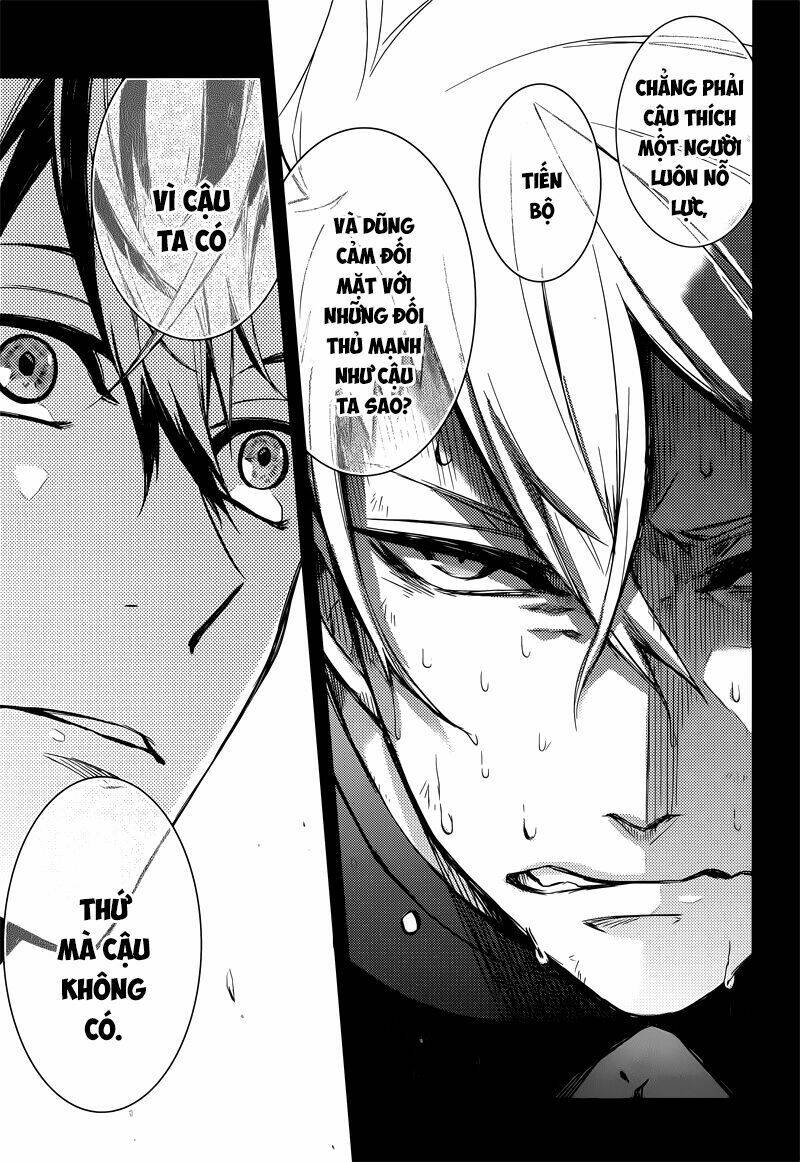 CHẲNG PHẢI
CẬU THÍCH
MỘT NGƯỜI
LUÔN NỖ
LỰC,
TIẾN
BỘ
VÀ DŨNG
CẢM ĐỐI
MẶT VỚI
NHỮNG ĐỐI
THỦ MẠNH
NHƯ CẬU
TA SAO?
VÌ CẬU
TA CÓ
THỨ
MÀ CẬU
KHÔNG
CÓ.